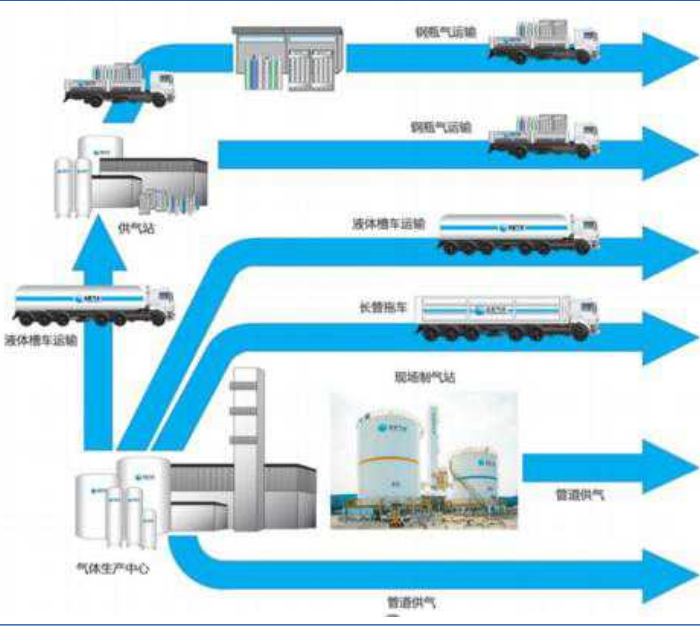 钢瓶气运输
钢瓶气运输
供气站
液体槽车运输
长管拖车
液体槽车运输
现场制气站
管道供气
气体生产中心
管道供气